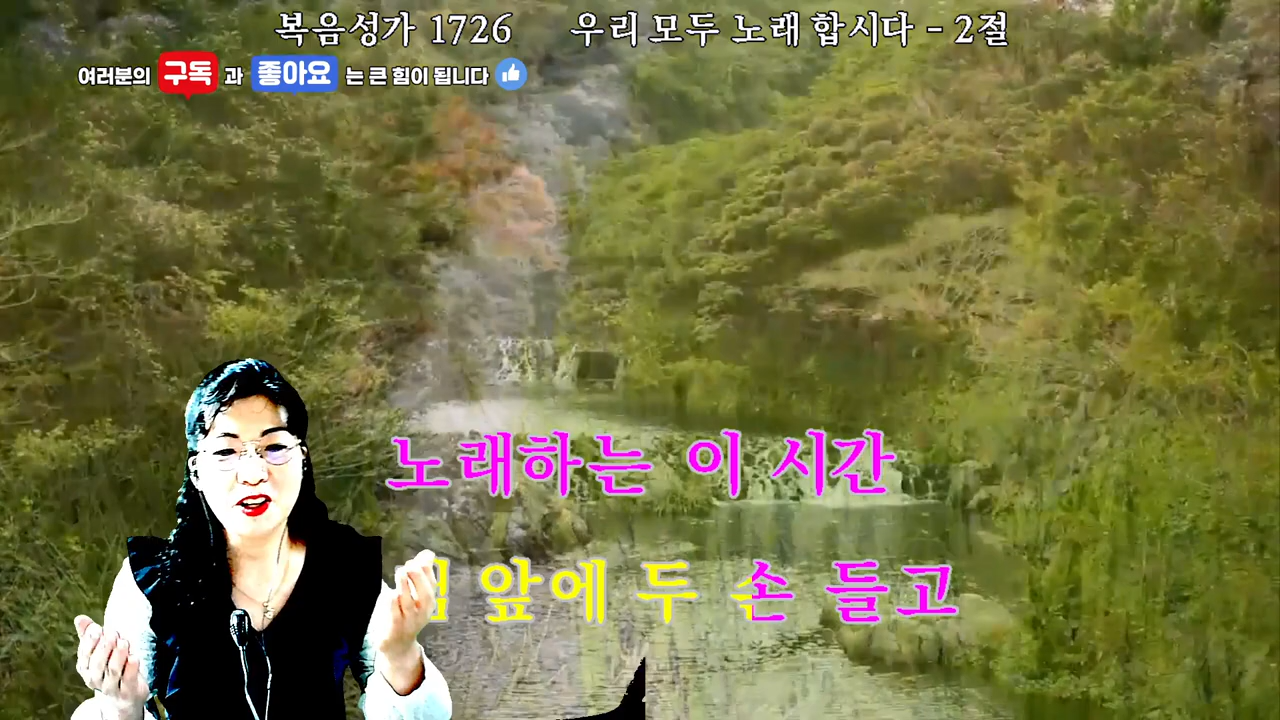 복음성가 1726 우리 모두 노래 합시다 - 2절
여러분의 구독 과 좋아요 는 큰 힘이 됩니다
노래하는 이 시간
앞에 두 손 들고